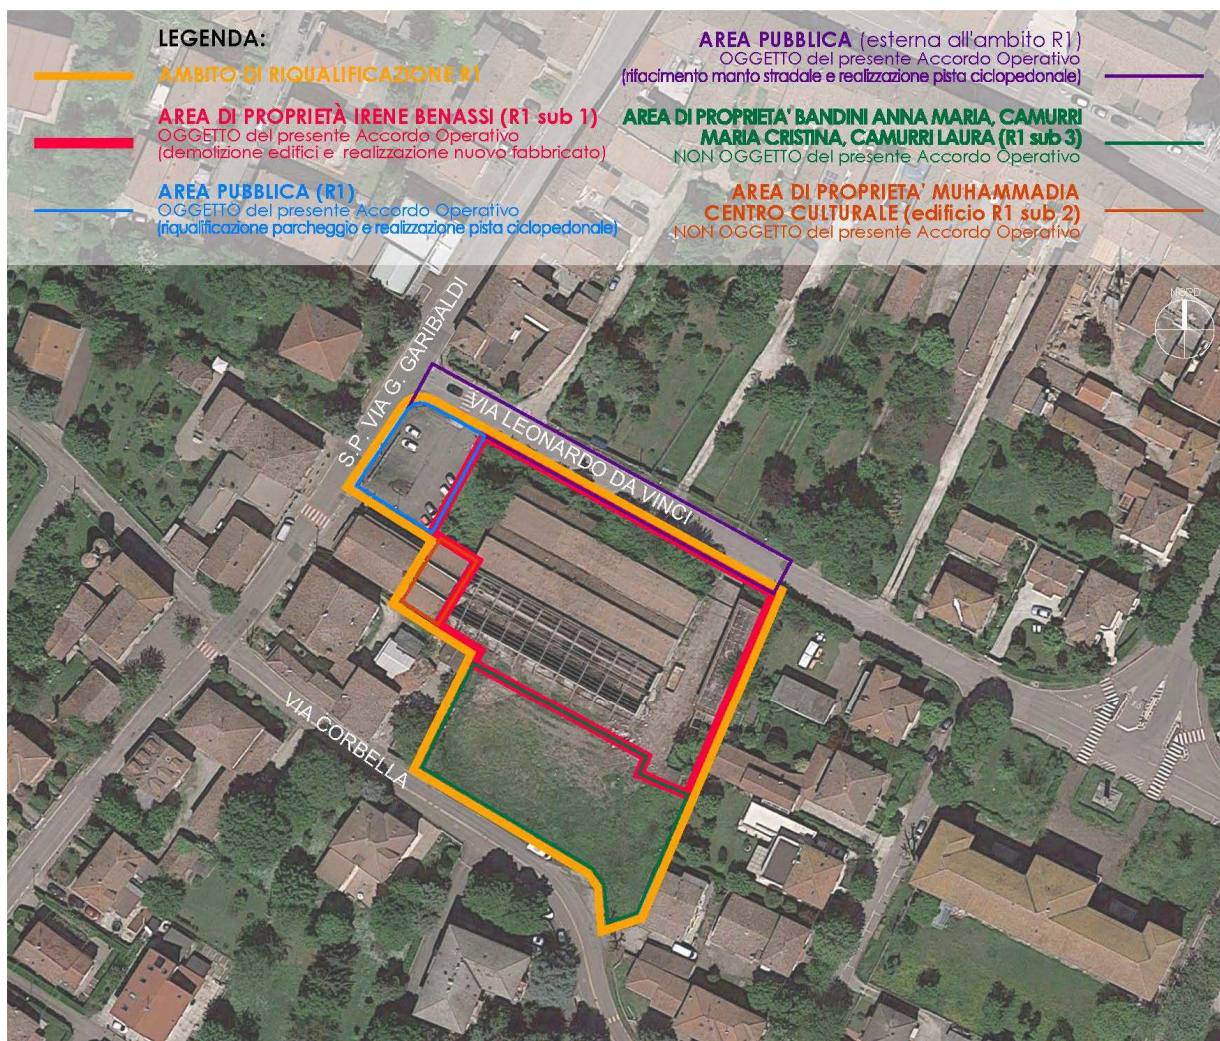 LEGENDA:
AMBITO DI RIQUALIFICAZIONE R1
AREA DI PROPRIETÀ IRENE BENASSI (R1 sub 1)
OGGETTO del presente Accordo Operativo
(demolizione edifici e realizzazione nuovo fabbricato)
AREA PUBBLICA (R1)
OGGETTO del presente Accordo Operativo
(riqualificazione parcheggio e realizzazione pista ciclopedonale)
AREA PUBBLICA (esterna all'ambito R1)
OGGETTO del presente Accordo Operativo
(rifacimento manto stradale e realizzazione pista ciclopedonale)
AREA DI PROPRIETA' BANDINI ANNA MARIA, CAMURRI
MARIA CRISTINA, CAMURRI LAURA (R1 sub 3)
NON OGGETTO del presente Accordo Operativo
AREA DI PROPRIETA' MUHAMMADIA
CENTRO CULTURALE (edificio R1 sub 2)
NON OGGETTO del presente Accordo Operativo
NORD
S.P. VIA G. GARIBALDI
VIA LEONARDO DA VINCI
VIA CORBELLA